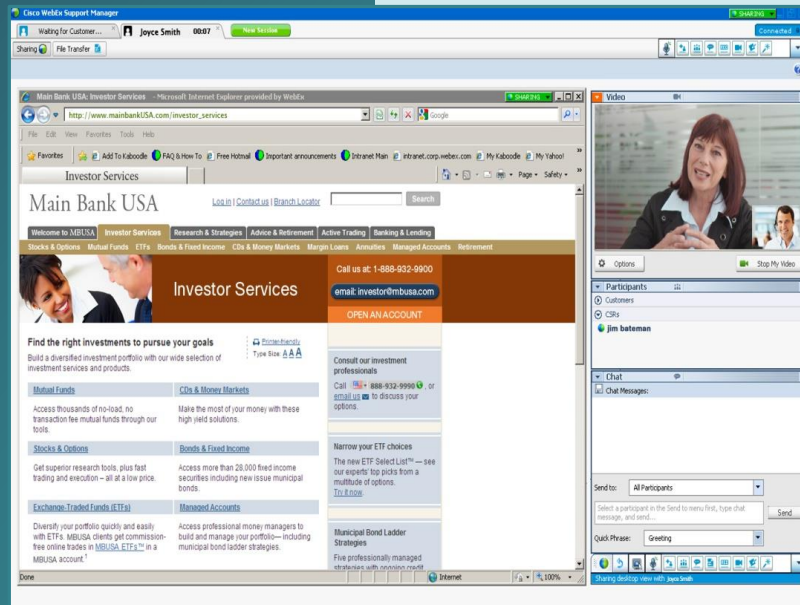 Cisco WebEx Support Manager
SHARING
Waiting for Customer...
Joyce Smith 00:07
New Session
Connected
Sharing
File Transfer
Main Bank USA: Investor Services - Microsoft Internet Explorer provided by WebEx
SHARING
http://www.mainbankUSA.com/investor_services
Google
File Edit View Favorites Tools Help
Favorites
Add To Kaboodle
FAQ & How To
Free Hotmail
Important announcements
Intranet Main
intranet.corp.webex.com
My Kaboodle
My Yahoo!
Investor Services
Page
Safety
Main Bank USA
Log in | Contact us | Branch Locator
Search
Welcome to MBUSA
Investor Services
Research & Strategies
Advice & Retirement
Active Trading
Banking & Lending
Stocks & Options Mutual Funds ETFs Bonds & Fixed Income CDs & Money Markets Margin Loans Annuities Managed Accounts Retirement
Investor Services
Call us at: 1-888-932-9900
email: investor@mbusa.com
OPEN AN ACCOUNT
Find the right investments to pursue your goals
Build a diversified investment portfolio with our wide selection of
investment services and products.
Printer-friendly
Type Size: A A A
Mutual Funds
Access thousands of no-load, no
transaction fee mutual funds through our
tools.
CDs & Money Markets
Make the most of your money with these
high yield solutions.
Stocks & Options
Get superior research tools, plus fast
trading and execution – all at a low price.
Bonds & Fixed Income
Access more than 28,000 fixed income
securities including new issue municipal
bonds.
Exchange-Traded Funds (ETFs)
Diversify your portfolio quickly and easily
with ETFs. MBUSA clients get commission-
free online trades in MBUSA ETFs™ in a
MBUSA account.¹
Managed Accounts
Access professional money managers to
build and manage your portfolio— including
municipal bond ladder strategies.
Consult our investment
professionals
Call 888-932-9990, or
email us to discuss your
options.
Narrow your ETF choices
The new ETF Select List™ — see
our experts' top picks from a
multitude of options.
Try it now.
Municipal Bond Ladder
Strategies
Five professionally managed
strategies with ongoing credit
Done
Internet
100%
Video
Options
Stop My Video
Participants
Customers
CSRs
jim bateman
Chat
Chat Messages:
Send to: All Participants
Select a participant in the Send to menu first, type chat
message, and send...
Send
Quick Phrase: Greeting
Sharing desktop view with Joyce Smith